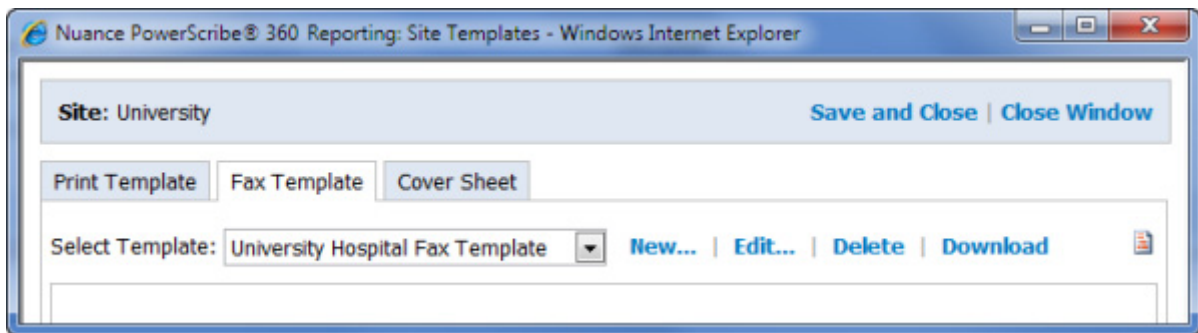 Nuance PowerScribe® 360 Reporting: Site Templates - Windows Internet Explorer
Site: University Save and Close | Close Window
Print Template Fax Template Cover Sheet
Select Template: University Hospital Fax Template New... | Edit... | Delete | Download